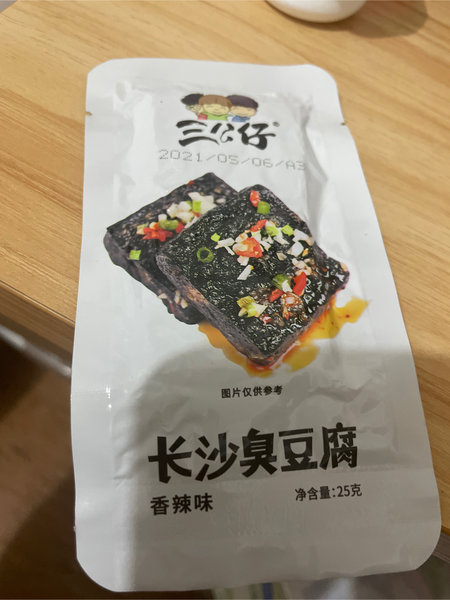 三公仔®
2021/05/06/A3
图片仅供参考
长沙臭豆腐
香辣味
净含量:25克